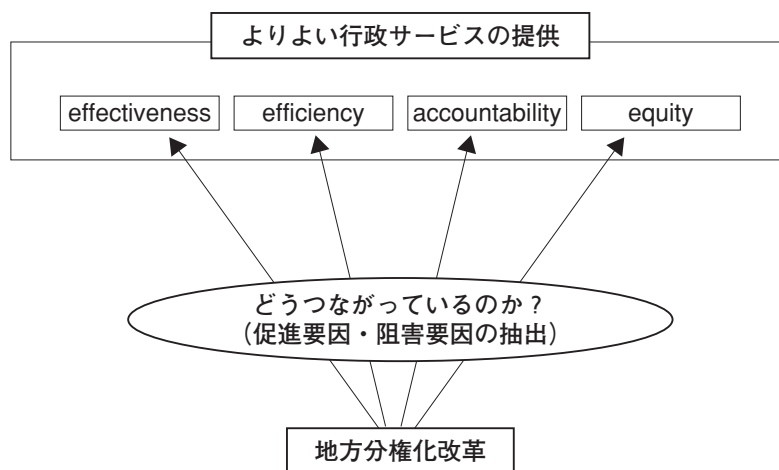 よりよい行政サービスの提供
effectiveness
efficiency
accountability
equity
どうつながっているのか？
（促進要因・阻害要因の抽出）
地方分権化改革